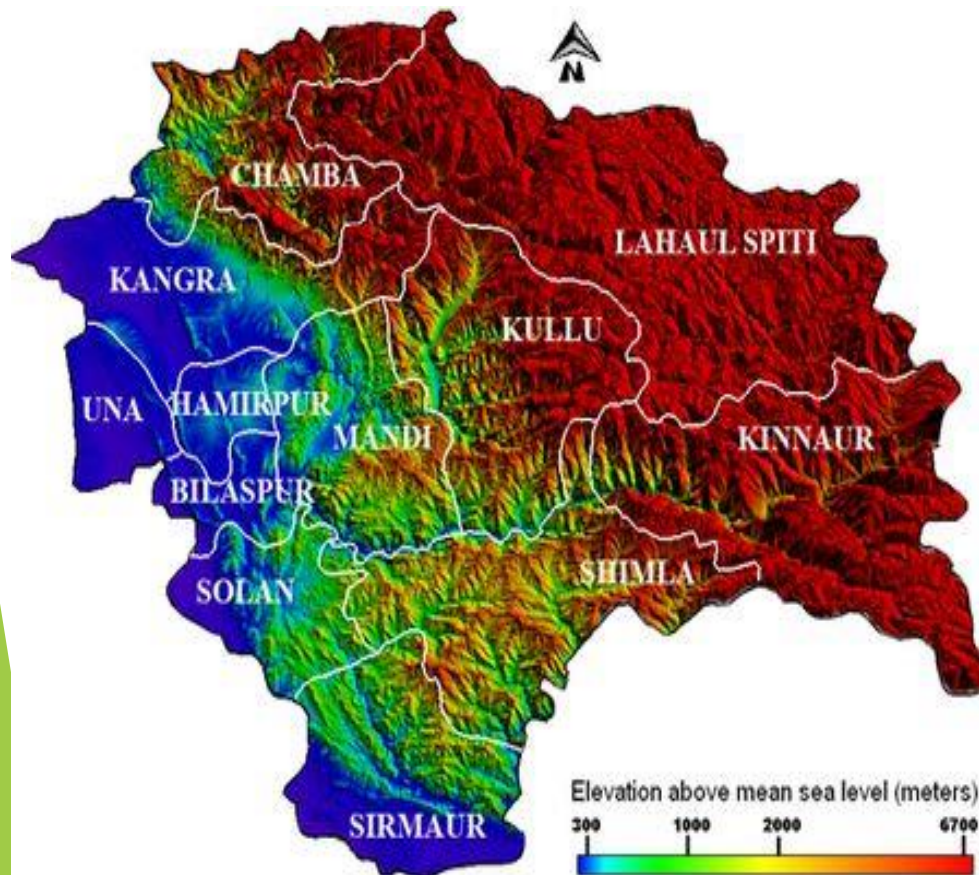 N
CHAMBA
LAHAUL SPITI
KANGRA
KULLU
UNA
HAMIRPUR
MANDI
KINNAUR
BILASPUR
SHIMLA
SOLAN
Elevation above mean sea level (meters)
300 1000 2000 6700
SIRMAUR